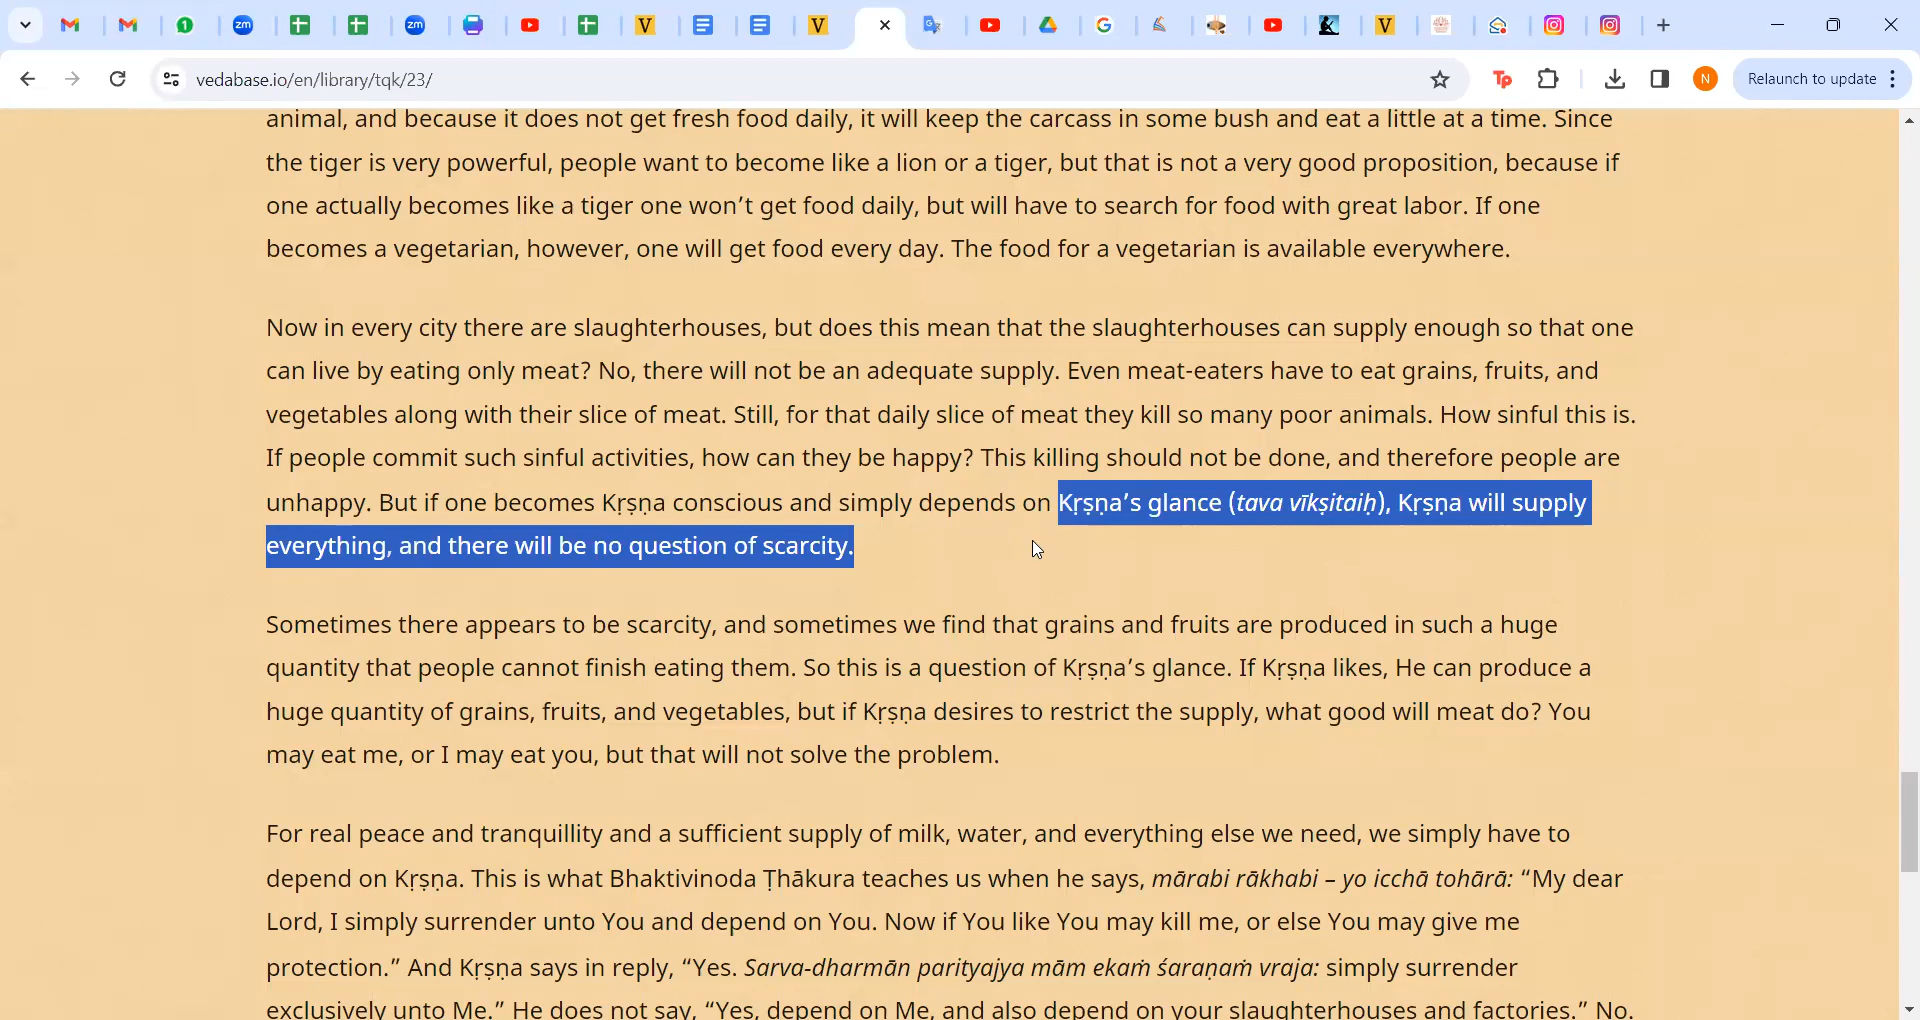 vedabase.io/en/library/tqk/23/
N
Relaunch to update
animal, and because it does not get fresh food daily, it will keep the carcass in some bush and eat a little at a time. Since
the tiger is very powerful, people want to become like a lion or a tiger, but that is not a very good proposition, because if
one actually becomes like a tiger one won’t get food daily, but will have to search for food with great labor. If one
becomes a vegetarian, however, one will get food every day. The food for a vegetarian is available everywhere.
Now in every city there are slaughterhouses, but does this mean that the slaughterhouses can supply enough so that one
can live by eating only meat? No, there will not be an adequate supply. Even meat-eaters have to eat grains, fruits, and
vegetables along with their slice of meat. Still, for that daily slice of meat they kill so many poor animals. How sinful this is.
If people commit such sinful activities, how can they be happy? This killing should not be done, and therefore people are
unhappy. But if one becomes Kṛṣṇa conscious and simply depends on Kṛṣṇa’s glance (tava vīkṣitaiḥ), Kṛṣṇa will supply
everything, and there will be no question of scarcity.
Sometimes there appears to be scarcity, and sometimes we find that grains and fruits are produced in such a huge
quantity that people cannot finish eating them. So this is a question of Kṛṣṇa’s glance. If Kṛṣṇa likes, He can produce a
huge quantity of grains, fruits, and vegetables, but if Kṛṣṇa desires to restrict the supply, what good will meat do? You
may eat me, or I may eat you, but that will not solve the problem.
For real peace and tranquillity and a sufficient supply of milk, water, and everything else we need, we simply have to
depend on Kṛṣṇa. This is what Bhaktivinoda Ṭhākura teaches us when he says, mārabi rākhabi – yo icchā tohārā: “My dear
Lord, I simply surrender unto You and depend on You. Now if You like You may kill me, or else You may give me
protection.” And Kṛṣṇa says in reply, “Yes. Sarva-dharmān parityajya mām ekaṁ śaraṇaṁ vraja: simply surrender
exclusively unto Me.” He does not say, “Yes, depend on Me, and also depend on your slaughterhouses and factories.” No.